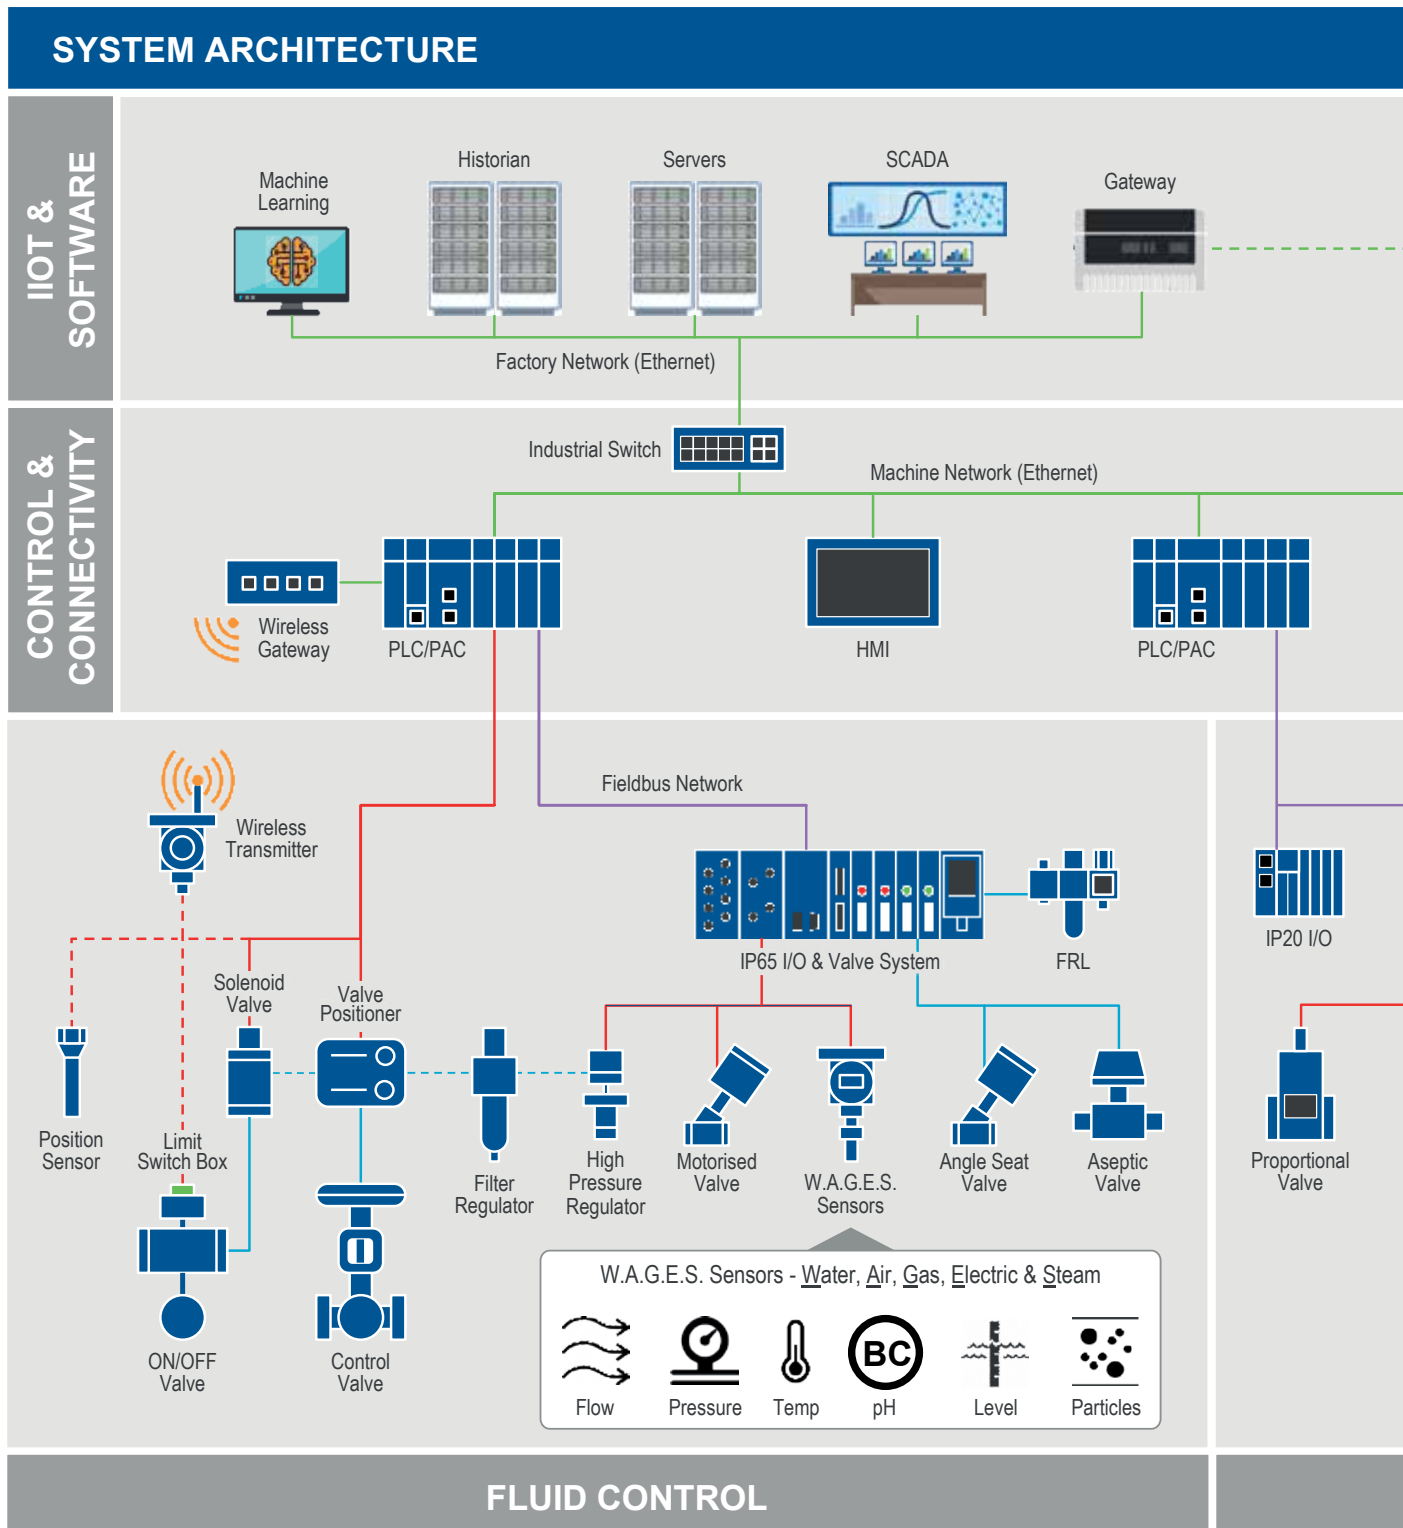 SYSTEM ARCHITECTURE
IIOT &
SOFTWARE
Machine
Learning
Historian
Servers
SCADA
Gateway
Factory Network (Ethernet)
CONTROL &
CONNECTIVITY
Industrial Switch
Machine Network (Ethernet)
Wireless
Gateway
PLC/PAC
HMI
PLC/PAC
Wireless
Transmitter
Fieldbus Network
IP65 I/O & Valve System
FRL
IP20 I/O
Solenoid
Valve
Valve
Positioner
Position
Sensor
Limit
Switch Box
Filter
Regulator
High
Pressure
Regulator
Motorised
Valve
W.A.G.E.S.
Sensors
Angle Seat
Valve
Aseptic
Valve
Proportional
Valve
ON/OFF
Valve
Control
Valve
W.A.G.E.S. Sensors - Water, Air, Gas, Electric & Steam
BC
Flow
Pressure
Temp
pH
Level
Particles
FLUID CONTROL